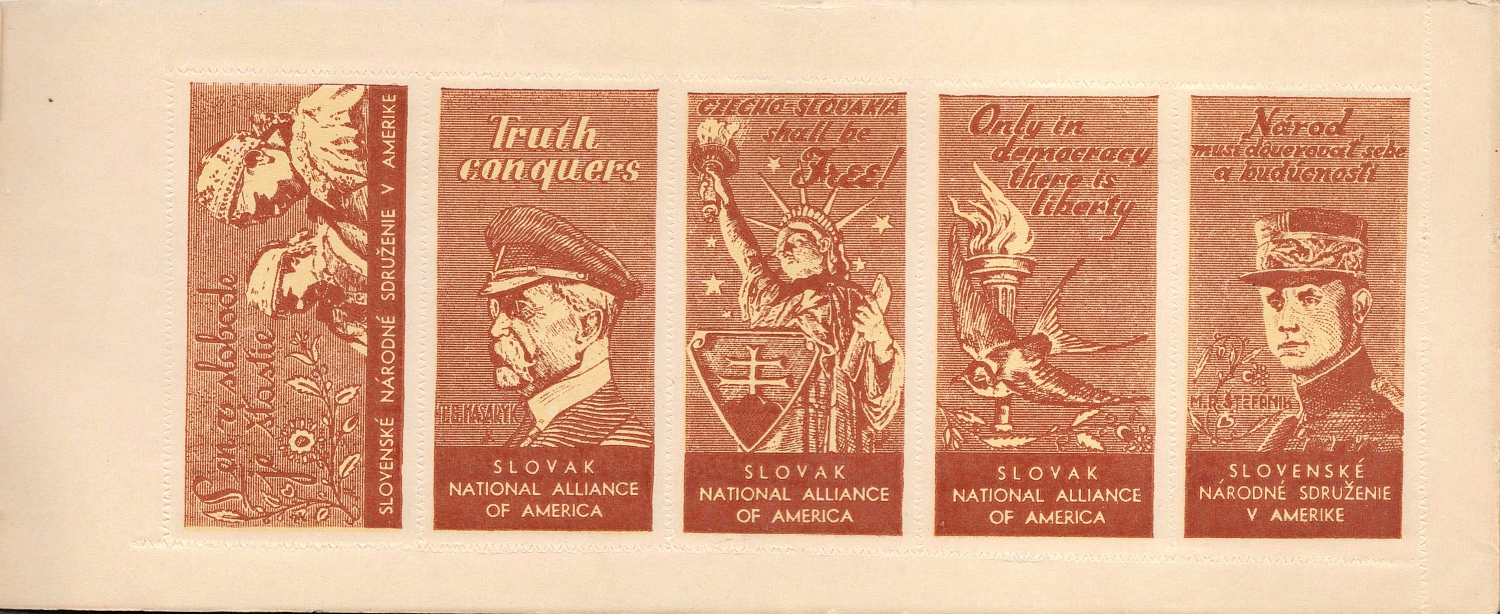 Len v slobode
je šťastie
SLOVENSKÉ NÁRODNÉ SDRUŽENIE V AMERIKE
Truth
conquers
T. G. MASARYK
SLOVAK
NATIONAL ALLIANCE
OF AMERICA
CZECHO-SLOVAKIA
shall be
Free!
SLOVAK
NATIONAL ALLIANCE
OF AMERICA
Only in
democracy
there is
liberty
SLOVAK
NATIONAL ALLIANCE
OF AMERICA
Národ
musí dôverovať sebe
a budúcnosti
M. R. ŠTEFÁNIK
SLOVENSKÉ
NÁRODNÉ SDRUŽENIE
V AMERIKE